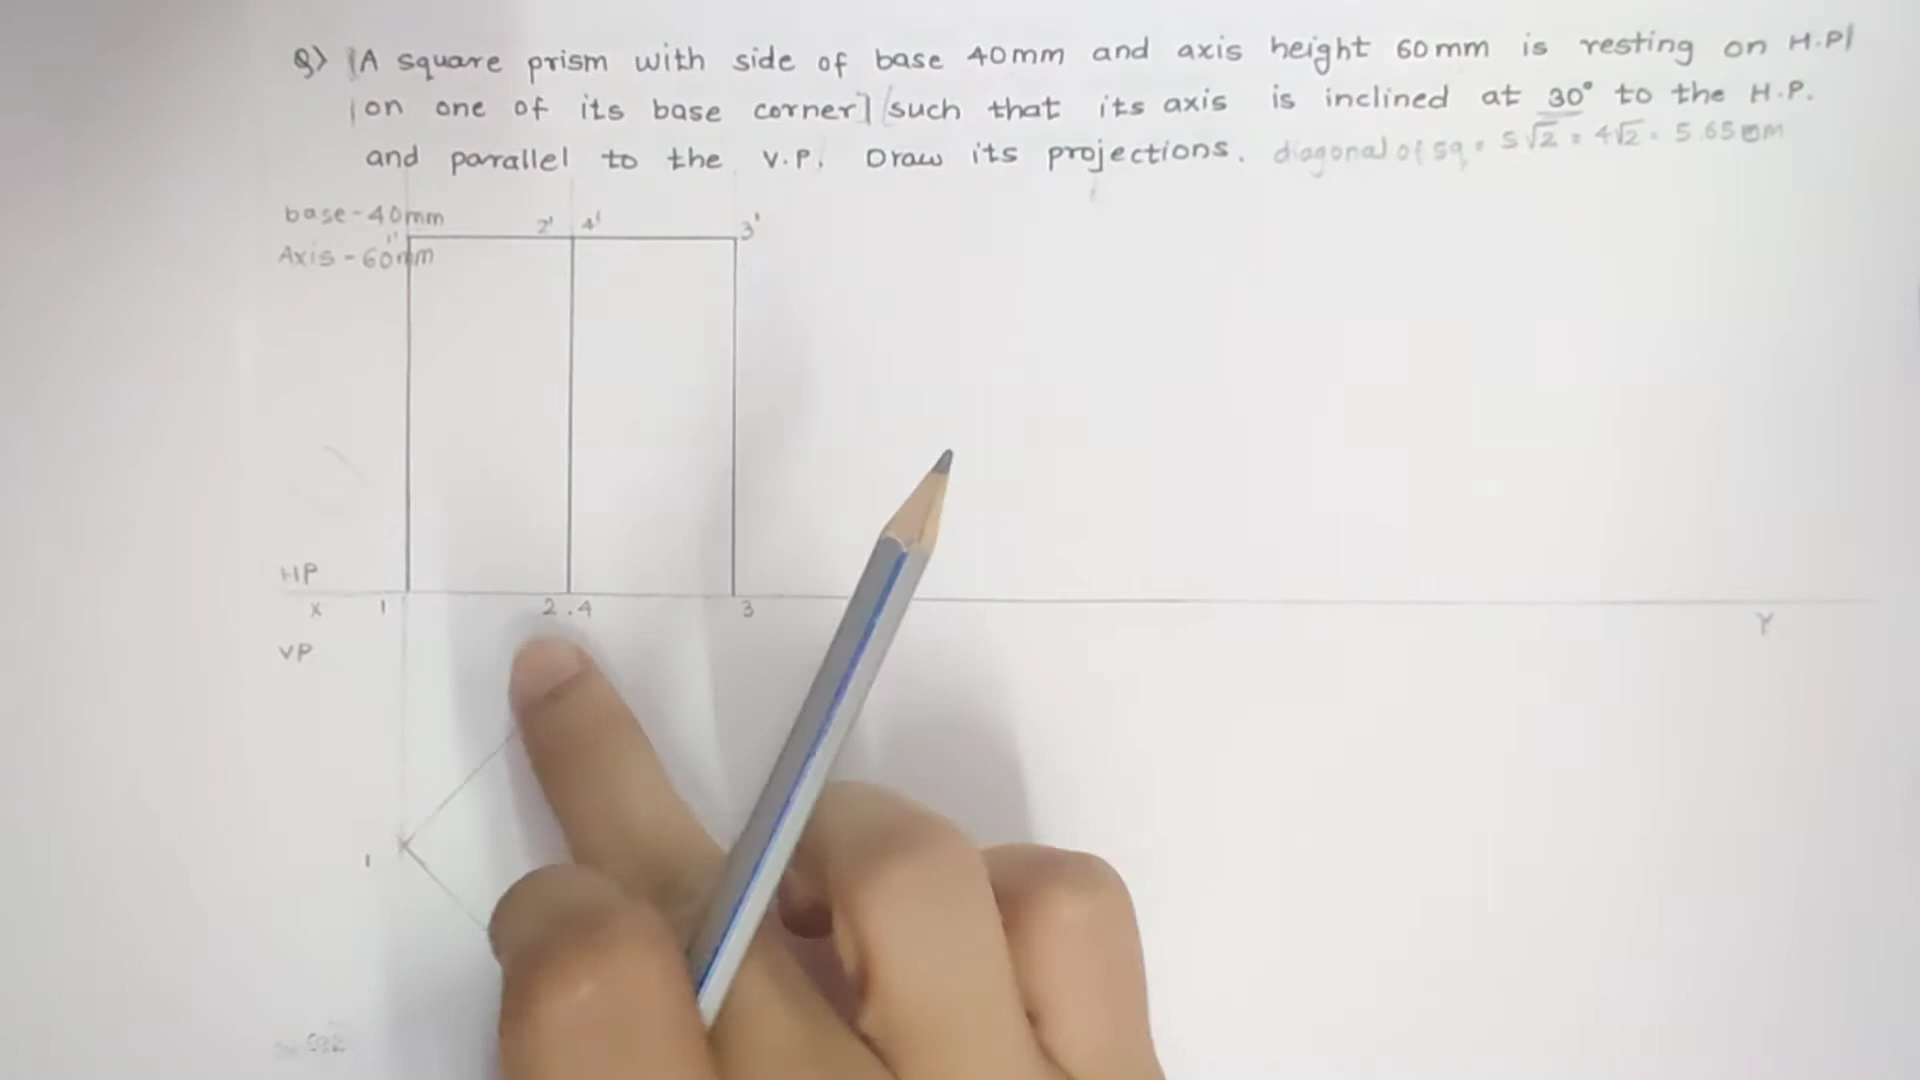 Q) A square prism with side of base 40mm and axis height 60mm is resting on H.P
on one of its base corner] such that its axis is inclined at 30° to the H.P.
and parallel to the V.P. Draw its projections. diagonal of sq = s√2 = 4√2 = 5.65 cm
base - 40mm
Axis - 60mm
1' 2' 4' 3'
HP
X 1 2.4 3 Y
VP
1